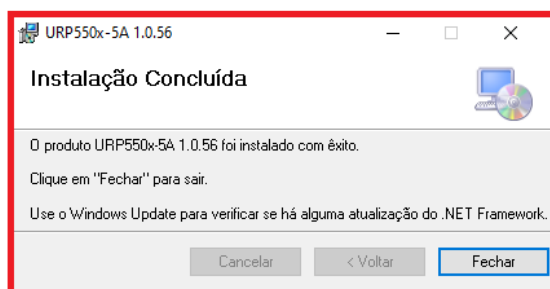 URP550x-5A 1.0.56
Instalação Concluída
O produto URP550x-5A 1.0.56 foi instalado com êxito.
Clique em "Fechar" para sair.
Use o Windows Update para verificar se há alguma atualização do .NET Framework.
Cancelar < Voltar Fechar